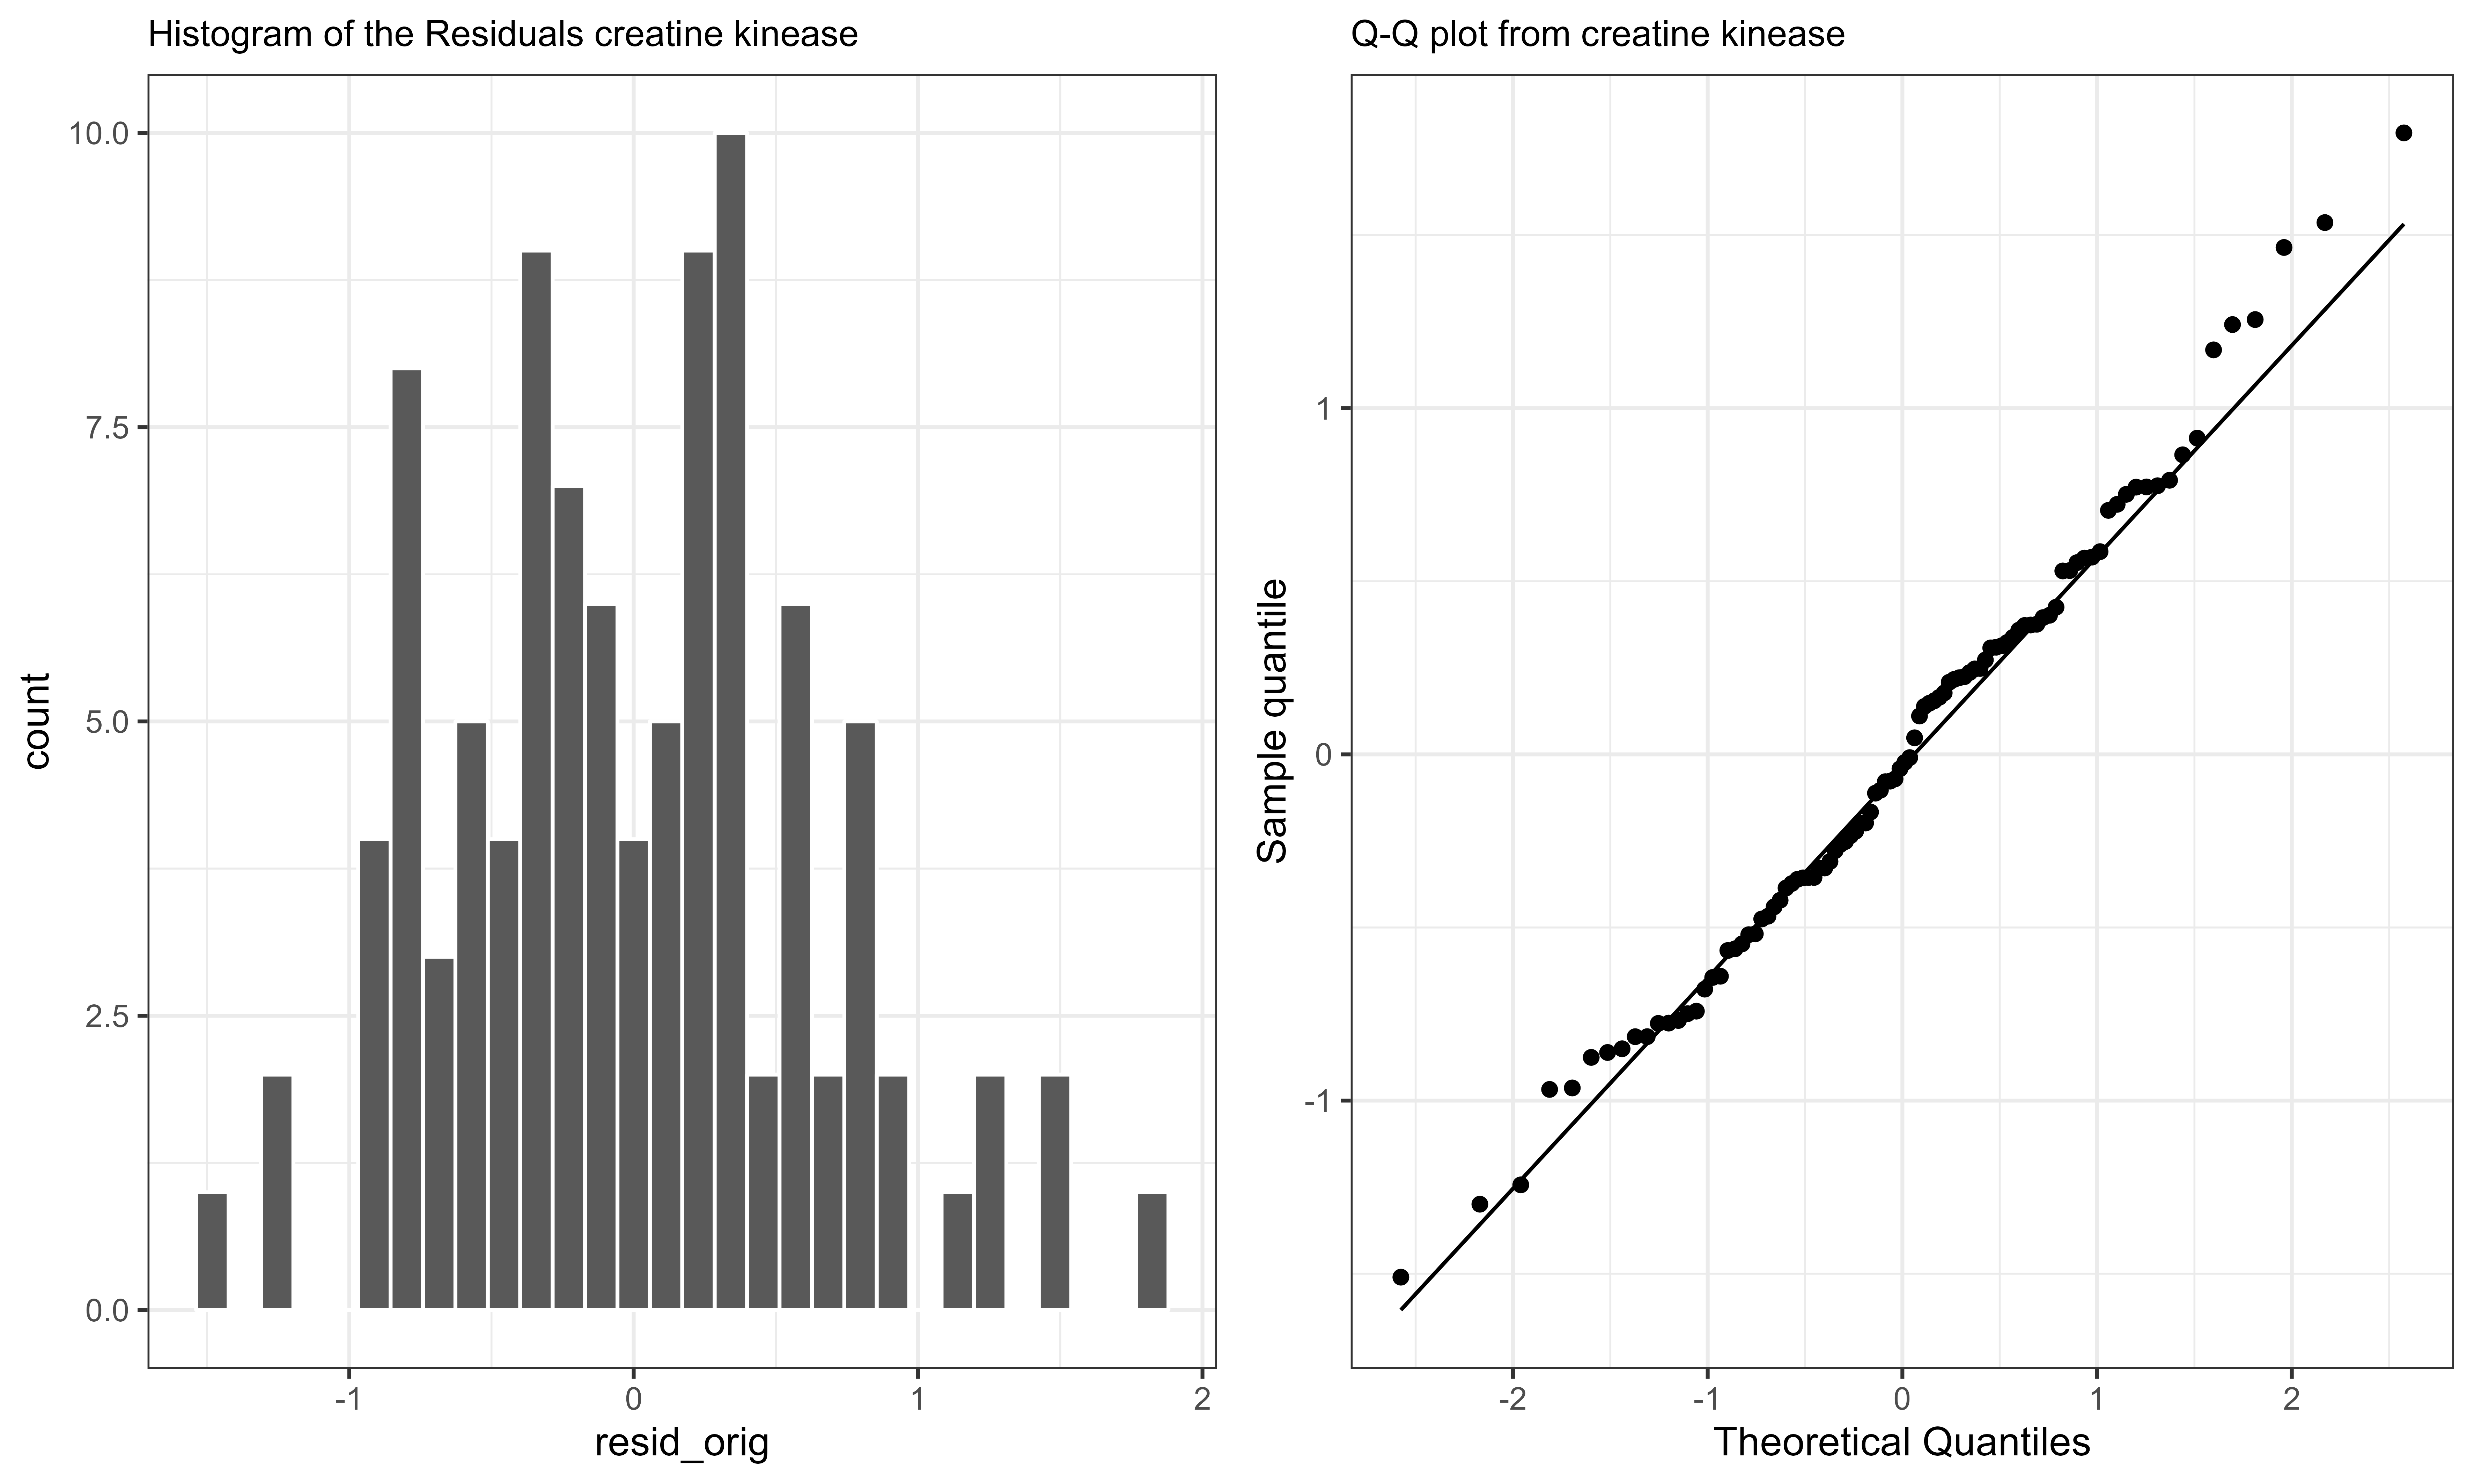 Histogram of the Residuals creatine kinease
10.0
7.5
5.0
2.5
0.0
count
-1
0
1
2
resid_orig
Q-Q plot from creatine kinease
1
0
-1
Sample quantile
-2
-1
0
1
2
Theoretical Quantiles